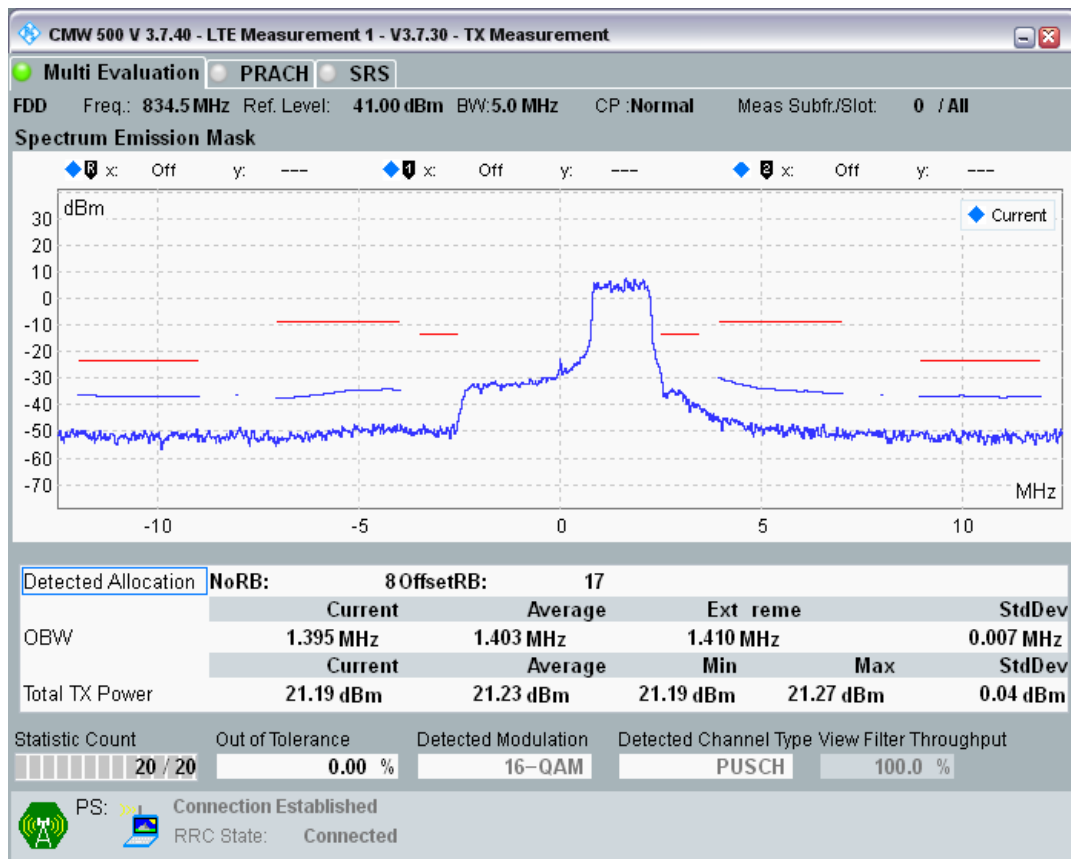 CMW 500 V 3.7.40 - LTE Measurement 1 - V3.7.30 - TX Measurement
Multi Evaluation PRACH SRS
FDD Freq.: 834.5 MHz Ref. Level: 41.00 dBm BW:5.0 MHz CP :Normal Meas Subfr./Slot: 0 / All
Spectrum Emission Mask
R x: Off y: --- 1 x: Off y: --- 2 x: Off y: ---
dBm
Current
30
20
10
0
-10
-20
-30
-40
-50
-60
-70
MHz
-10 -5 0 5 10
Detected Allocation NoRB: 8 OffsetRB: 17
Current Average Ext reme StdDev
OBW 1.395 MHz 1.403 MHz 1.410 MHz 0.007 MHz
Current Average Min Max StdDev
Total TX Power 21.19 dBm 21.23 dBm 21.19 dBm 21.27 dBm 0.04 dBm
Statistic Count Out of Tolerance Detected Modulation Detected Channel Type View Filter Throughput
20 / 20 0.00 % 16-QAM PUSCH 100.0 %
PS: Connection Established
RRC State: Connected